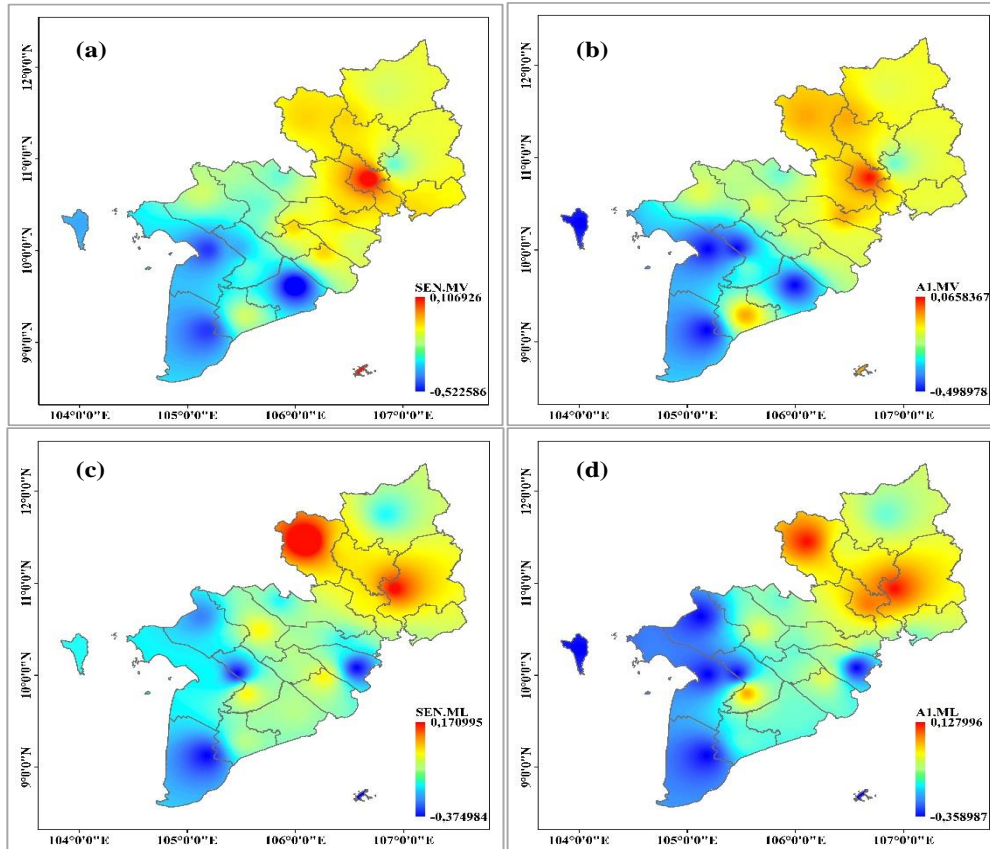 (a)
12°0'0"N
11°0'0"N
10°0'0"N
9°0'0"N
SEN.MV
0,106926
-0,522586
104°0'0"E
105°0'0"E
106°0'0"E
107°0'0"E
(b)
12°0'0"N
11°0'0"N
10°0'0"N
9°0'0"N
A1.MV
0,0658367
-0,498978
104°0'0"E
105°0'0"E
106°0'0"E
107°0'0"E
(c)
12°0'0"N
11°0'0"N
10°0'0"N
9°0'0"N
SEN.ML
0,170995
-0,374984
104°0'0"E
105°0'0"E
106°0'0"E
107°0'0"E
(d)
12°0'0"N
11°0'0"N
10°0'0"N
9°0'0"N
A1.ML
0,127996
-0,358987
104°0'0"E
105°0'0"E
106°0'0"E
107°0'0"E